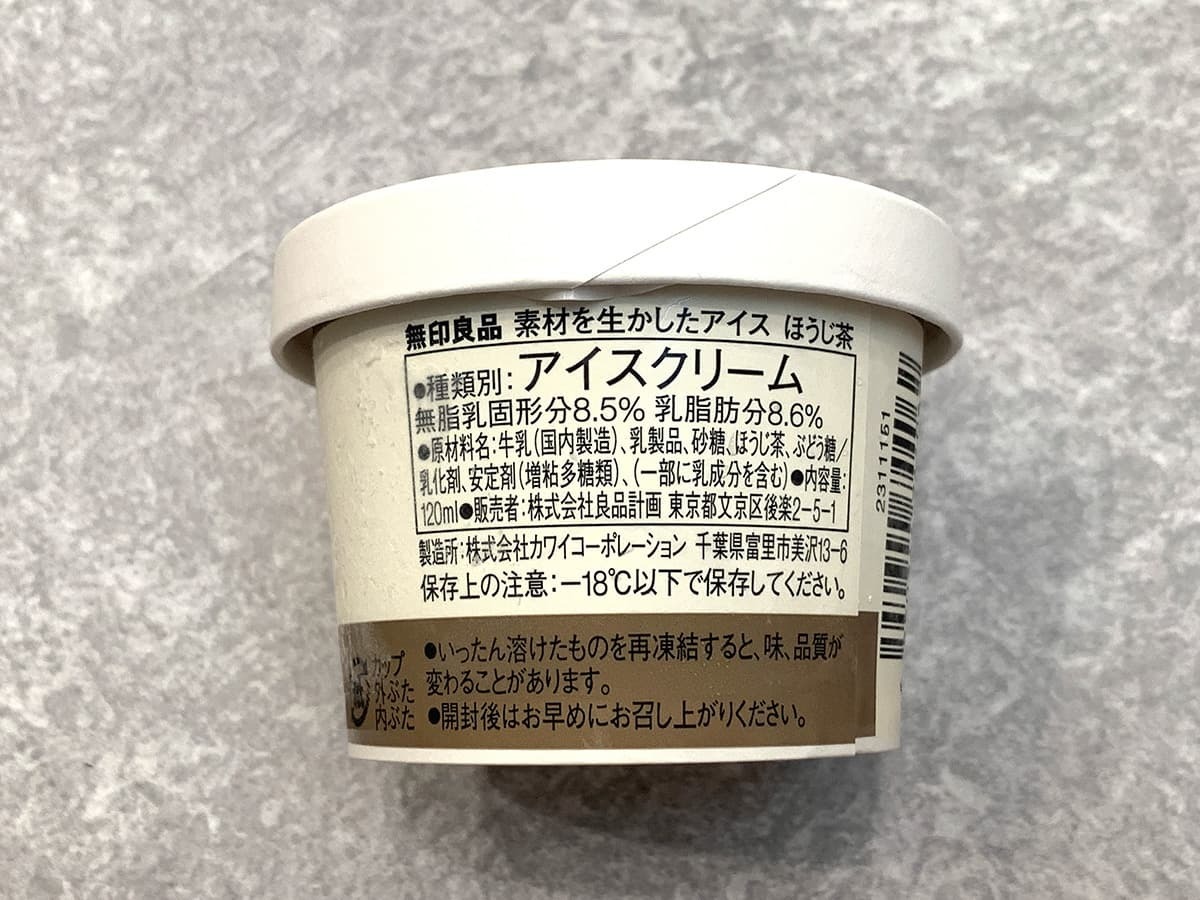 無印良品 素材を生かしたアイス ほうじ茶
●種類別：アイスクリーム
無脂乳固形分8.5% 乳脂肪分8.6%
●原材料名：牛乳（国内製造）、乳製品、砂糖、ほうじ茶、ぶどう糖／
乳化剤、安定剤（増粘多糖類）、（一部に乳成分を含む）●内容量：
120ml●販売者：株式会社良品計画 東京都文京区後楽2-5-1
製造所：株式会社カワイコーポレーション 千葉県富里市美沢13-6
保存上の注意：－18℃以下で保存してください。
●いったん溶けたものを再凍結すると、味、品質が
変わることがあります。
●開封後はお早めにお召し上がりください。
紙
カップ
外ぶた
内ぶた
2311151